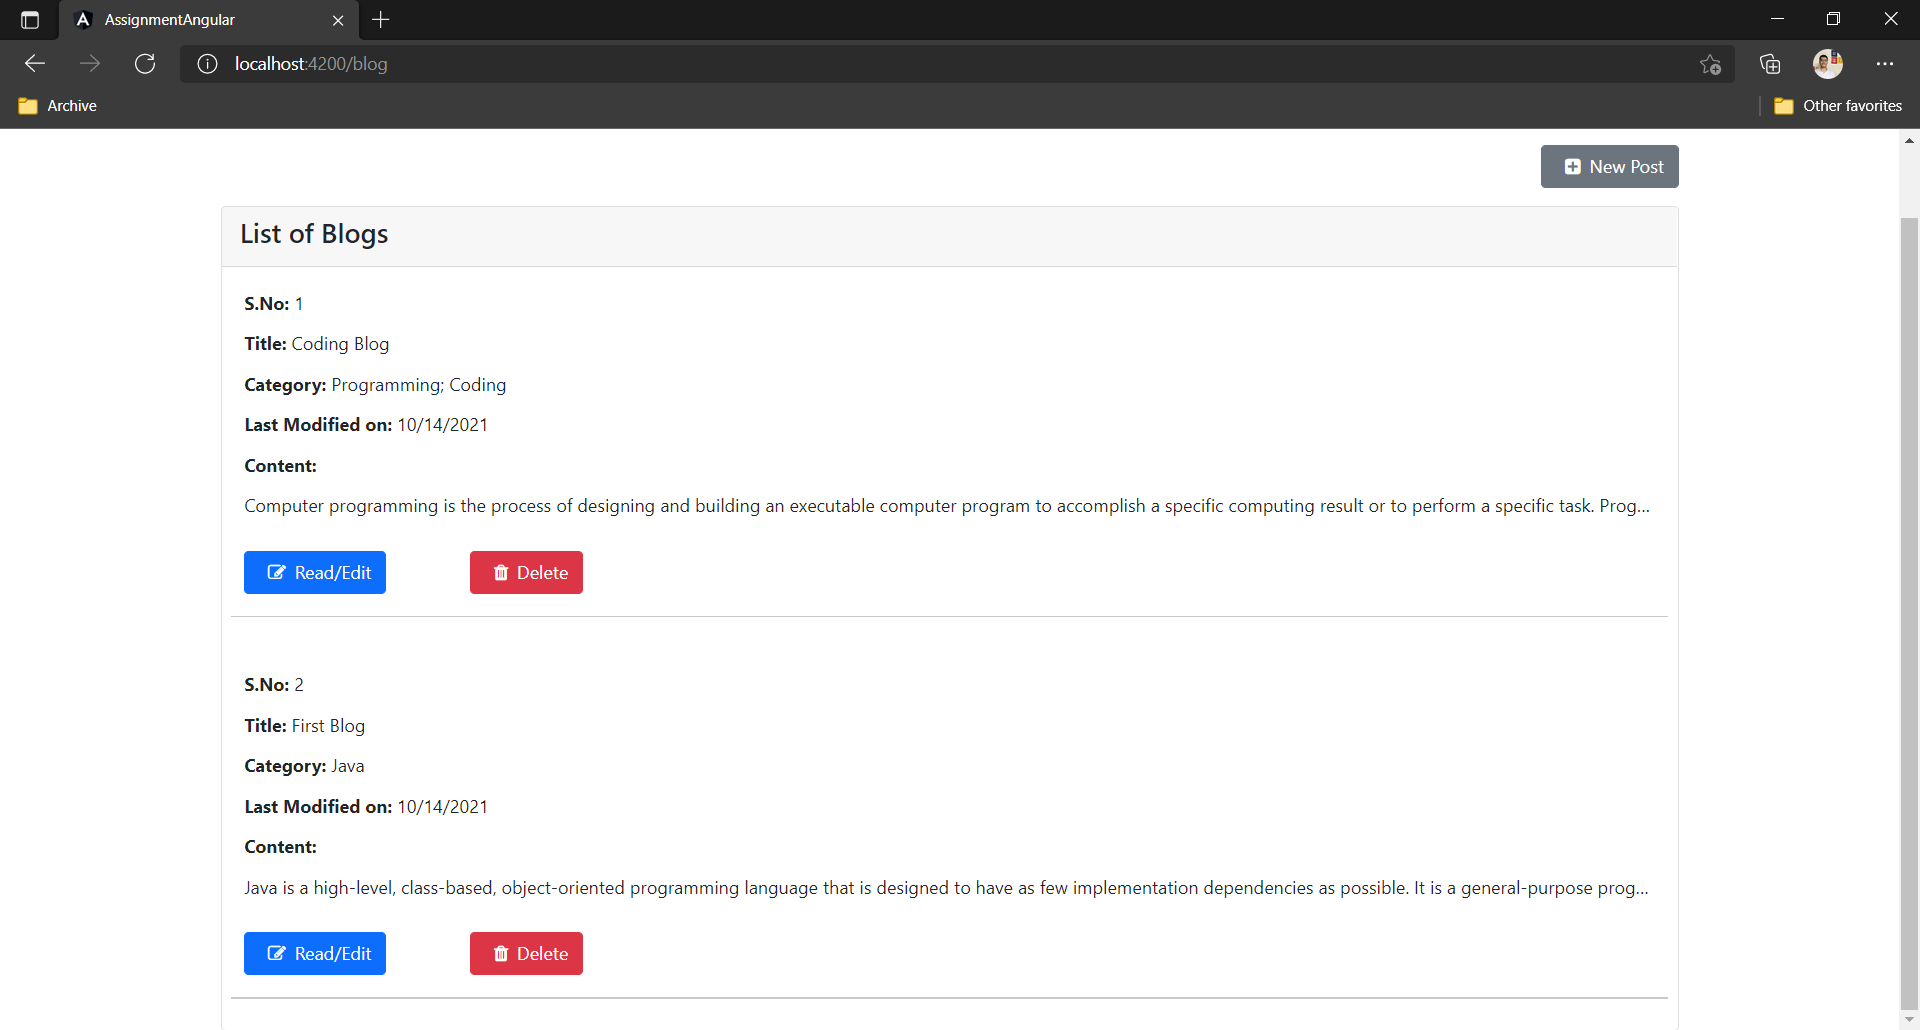 AssignmentAngular
localhost:4200/blog
Archive
Other favorites
New Post
List of Blogs
S.No: 1
Title: Coding Blog
Category: Programming; Coding
Last Modified on: 10/14/2021
Content:
Computer programming is the process of designing and building an executable computer program to accomplish a specific computing result or to perform a specific task. Prog...
Read/Edit
Delete
S.No: 2
Title: First Blog
Category: Java
Last Modified on: 10/14/2021
Content:
Java is a high-level, class-based, object-oriented programming language that is designed to have as few implementation dependencies as possible. It is a general-purpose prog...
Read/Edit
Delete